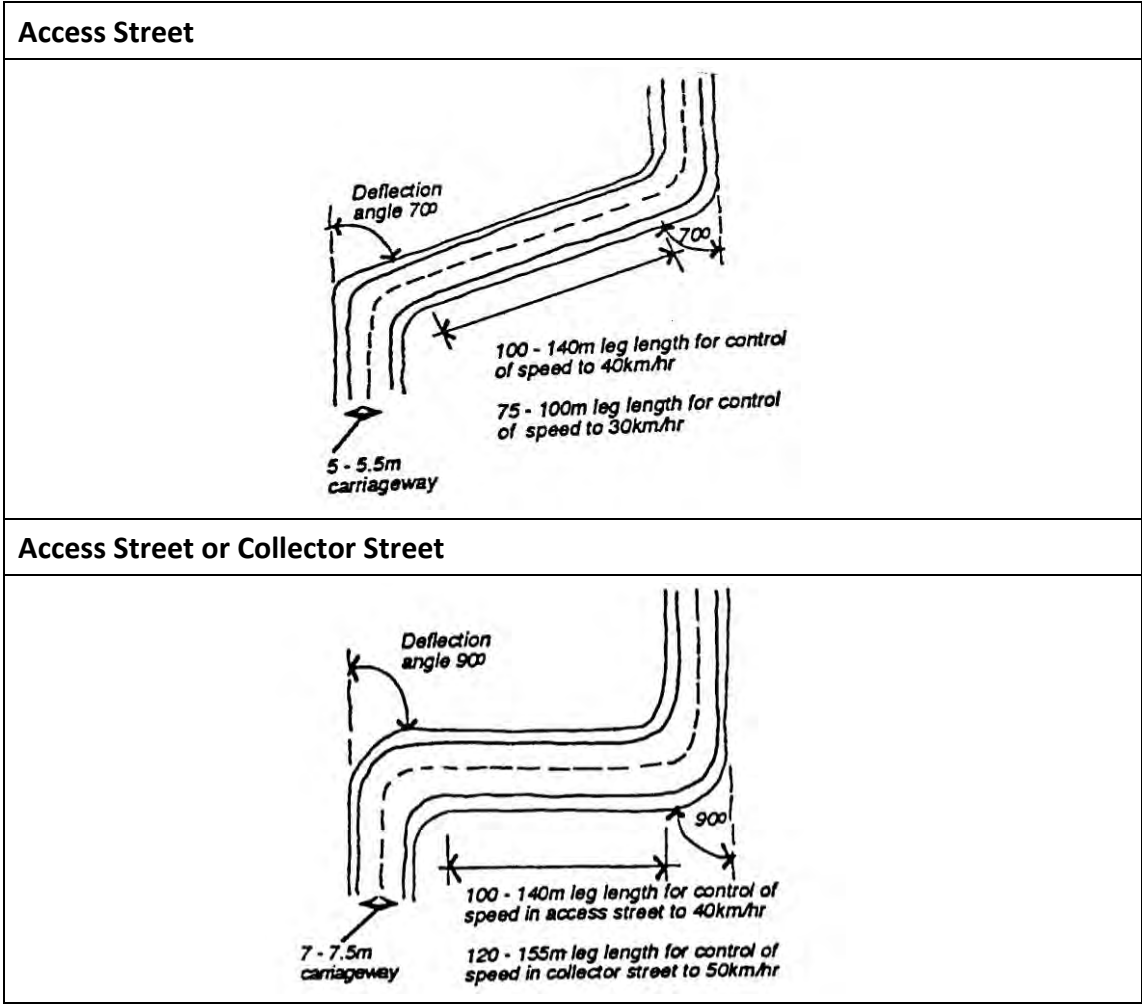 Access Street
Deflection
angle 70º
70º
100 - 140m leg length for control
of speed to 40km/hr
75 - 100m leg length for control
of speed to 30km/hr
5 - 5.5m
carriageway
Access Street or Collector Street
Deflection
angle 90º
90º
100 - 140m leg length for control of
speed in access street to 40km/hr
120 - 155m leg length for control of
speed in collector street to 50km/hr
7 - 7.5m
carriageway